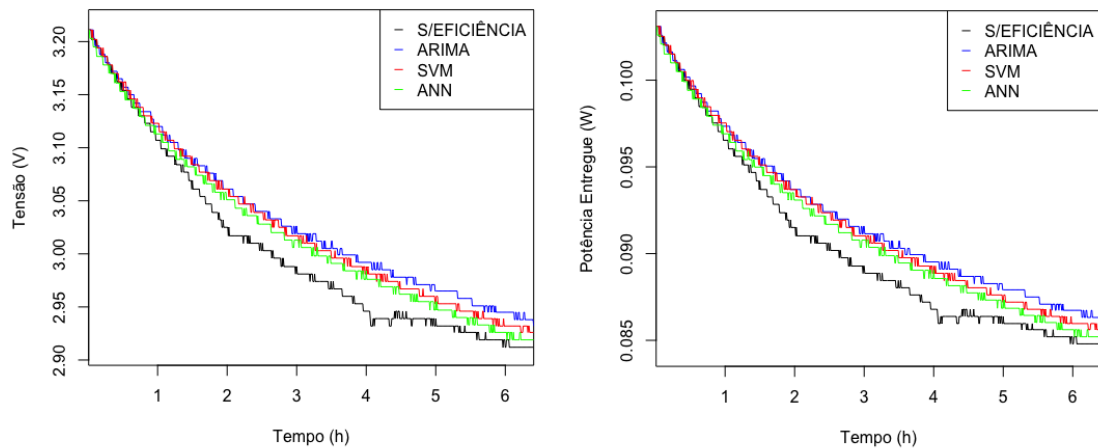 S/EFICIÊNCIA
ARIMA
SVM
ANN
3.20
3.15
3.10
3.05
3.00
2.95
2.90
Tensão (V)
1 2 3 4 5 6
Tempo (h)
S/EFICIÊNCIA
ARIMA
SVM
ANN
0.100
0.095
0.090
0.085
Potência Entregue (W)
1 2 3 4 5 6
Tempo (h)